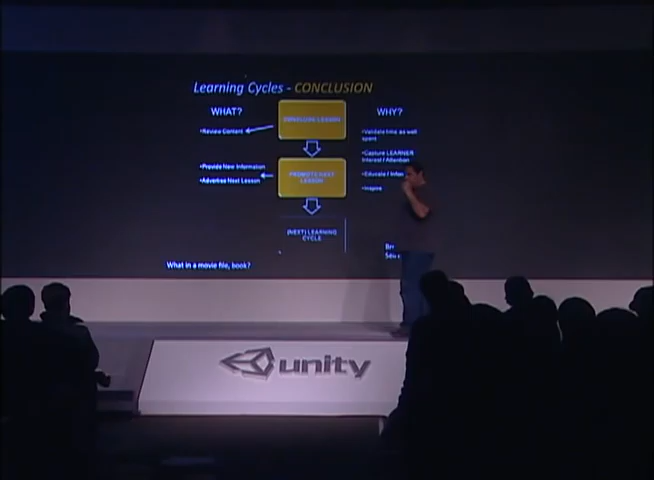 Learning Cycles - CONCLUSION
WHAT?
WHY?
CONCLUDE LESSON
•Review Content
•Validate time as well
spent
•Capture LEARNER
Interest / Attention
•Provide New Information
•Advertise Next Lesson
PROMOTE NEXT
LESSON
•Educate / Infor
•Inspire
(NEXT) LEARNING
CYCLE
What in a movie file, book?
unity